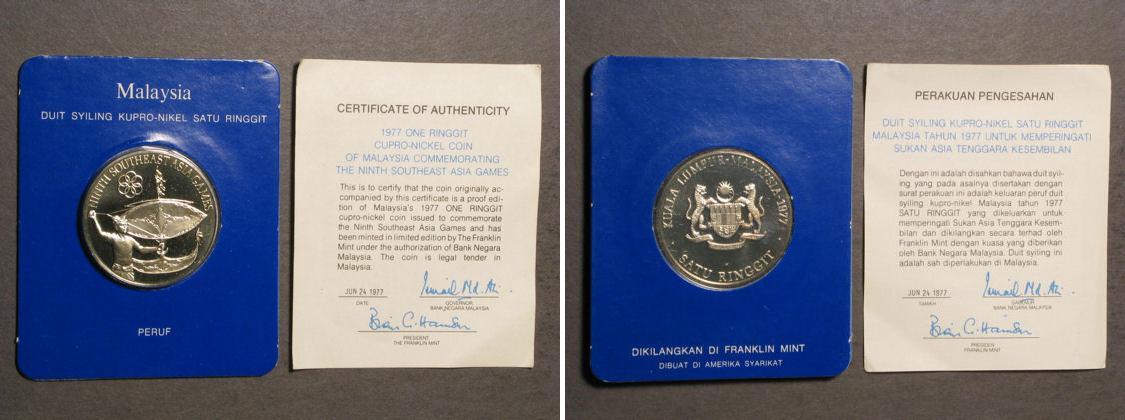 Malaysia
DUIT SYILING KUPRO-NIKEL SATU RINGGIT
NINTH SOUTHEAST ASIA GAMES
PERUF
CERTIFICATE OF AUTHENTICITY
1977 ONE RINGGIT
CUPRO-NICKEL COIN
OF MALAYSIA COMMEMORATING
THE NINTH SOUTHEAST ASIA GAMES
This is to certify that the coin originally ac-
companied by this certificate is a proof edi-
tion of Malaysia's 1977 ONE RINGGIT
cupro-nickel coin issued to commemorate
the Ninth Southeast Asia Games and has
been minted in limited edition by The Franklin
Mint under the authorization of Bank Negara
Malaysia. The coin is legal tender in
Malaysia.
JUN 24 1977
DATE
Ismail Md. Ali
GOVERNOR
BANK NEGARA MALAYSIA
PRESIDENT
THE FRANKLIN MINT
KUALA LUMPUR-MALAYSIA-1977
SATU RINGGIT
DIKILANGKAN DI FRANKLIN MINT
DIBUAT DI AMERIKA SYARIKAT
PERAKUAN PENGESAHAN
DUIT SYILING KUPRO-NIKEL SATU RINGGIT
MALAYSIA TAHUN 1977 UNTUK MEMPERINGATI
SUKAN ASIA TENGGARA KESEMBILAN
Dengan ini adalah disahkan bahawa duit syil-
ing yang pada asalnya disertakan dengan
surat perakuan ini adalah keluaran peruf duit
syiling kupro-nikel Malaysia tahun 1977
SATU RINGGIT yang dikeluarkan untuk
memperingati Sukan Asia Tenggara Kesem-
bilan dan dikilangkan secara terhad oleh
Franklin Mint dengan kuasa yang diberikan
oleh Bank Negara Malaysia. Duit syiling ini
adalah sah diperlakukan di Malaysia.
JUN 24 1977
TARIKH
Ismail Md. Ali
GABENUR
BANK NEGARA MALAYSIA
PRESIDEN
FRANKLIN MINT